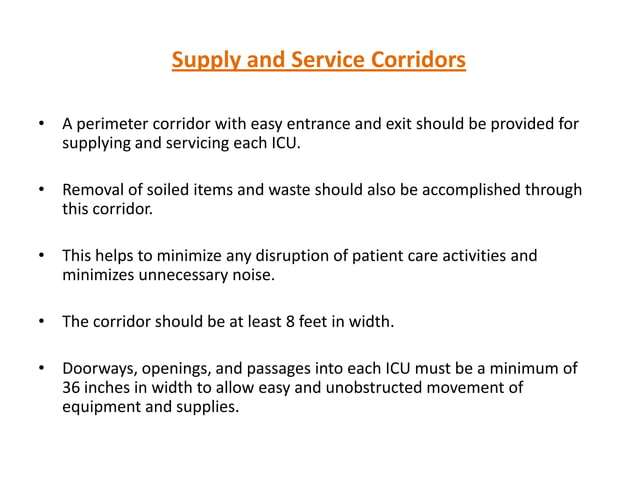 Supply and Service Corridors
• A perimeter corridor with easy entrance and exit should be provided for
supplying and servicing each ICU.
• Removal of soiled items and waste should also be accomplished through
this corridor.
• This helps to minimize any disruption of patient care activities and
minimizes unnecessary noise.
• The corridor should be at least 8 feet in width.
• Doorways, openings, and passages into each ICU must be a minimum of
36 inches in width to allow easy and unobstructed movement of
equipment and supplies.